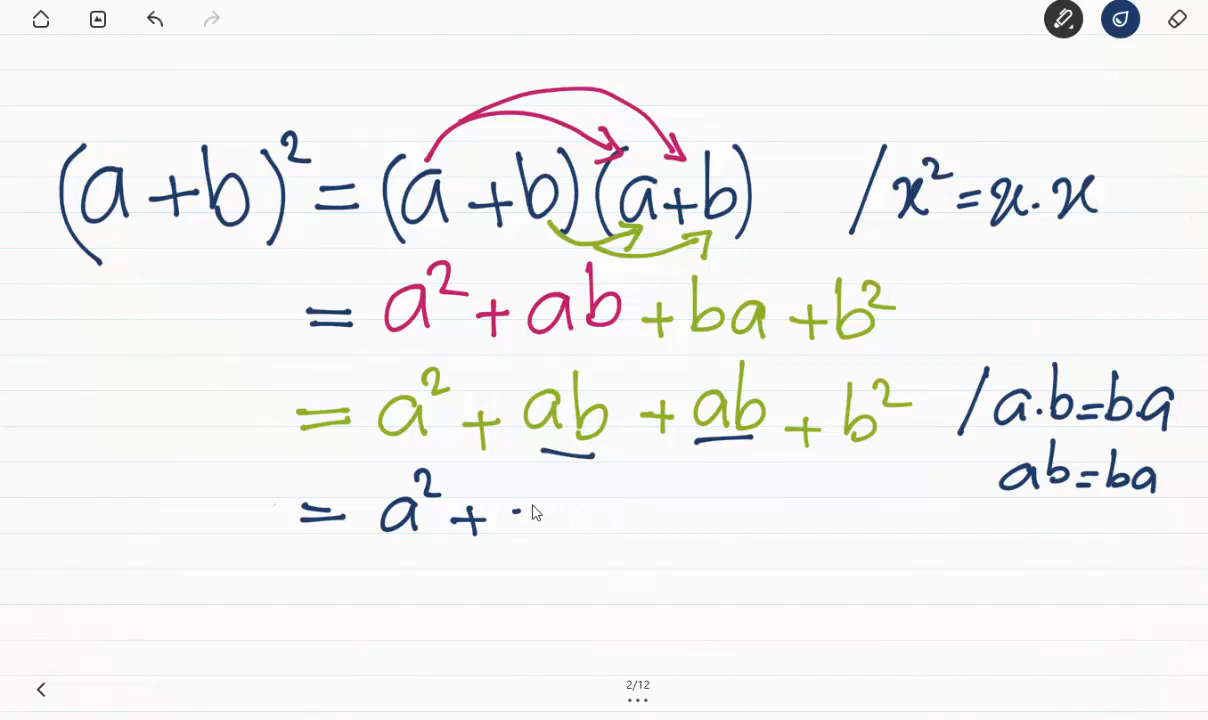 (a+b)² = (a+b)(a+b) / x² = x·x
= a² + ab + ba + b²
= a² + ab + ab + b² / a·b=ba
ab=ba
= a² +
2/12